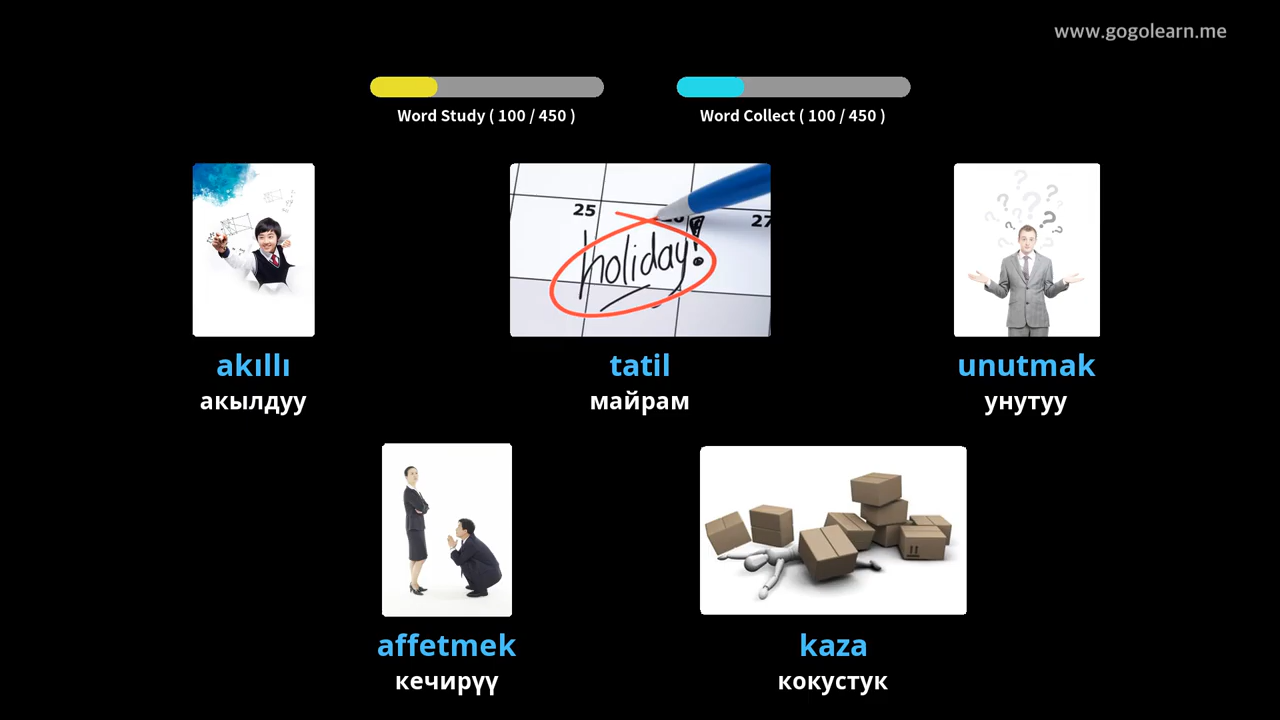 www.gogolearn.me
Word Study ( 100 / 450 )
Word Collect ( 100 / 450 )
25
27
holiday!
akıllı
tatil
unutmak
акылдуу
майрам
унутуу
affetmek
kaza
кечирүү
кокустук